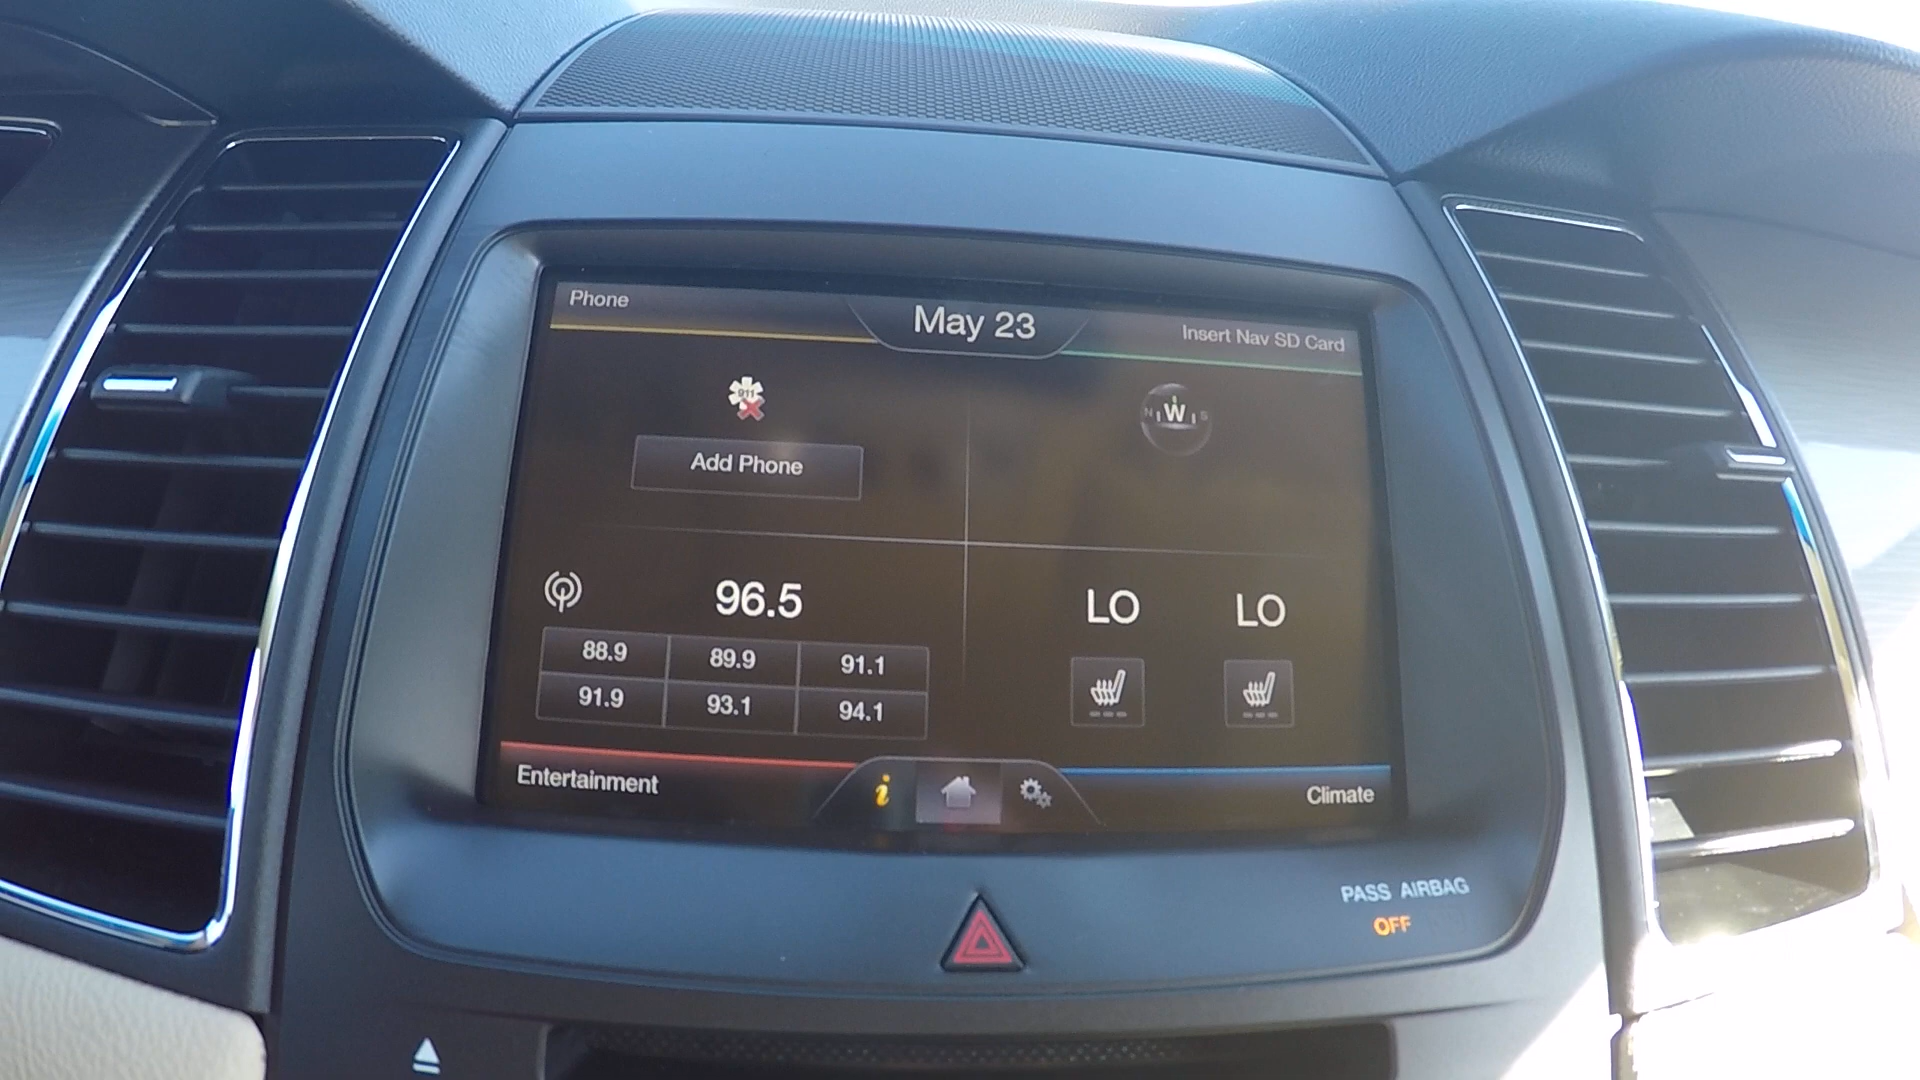 Phone
May 23
Insert Nav SD Card
911
N W S
Add Phone
96.5
LO LO
88.9 89.9 91.1
91.9 93.1 94.1
Entertainment
i
Climate
PASS AIRBAG
OFF